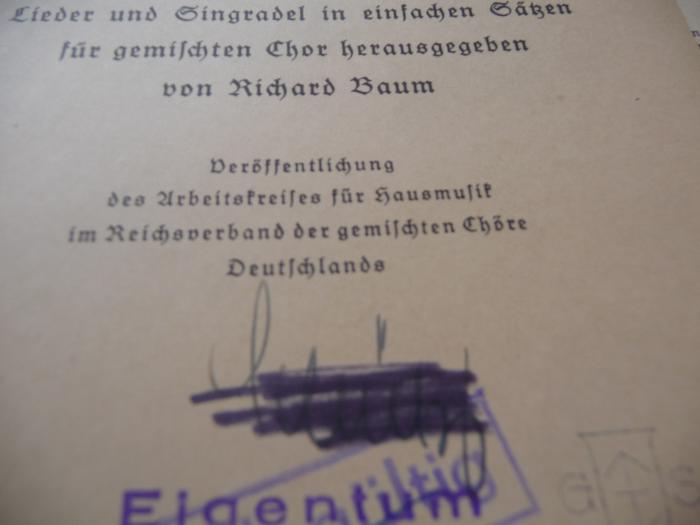 Lieder und Singradel in einfachen Sätzen
für gemischten Chor herausgegeben
von Richard Baum
Veröffentlichung
des Arbeitskreises für Hausmusik
im Reichsverband der gemischten Chöre
Deutschlands
Eigentum
G S